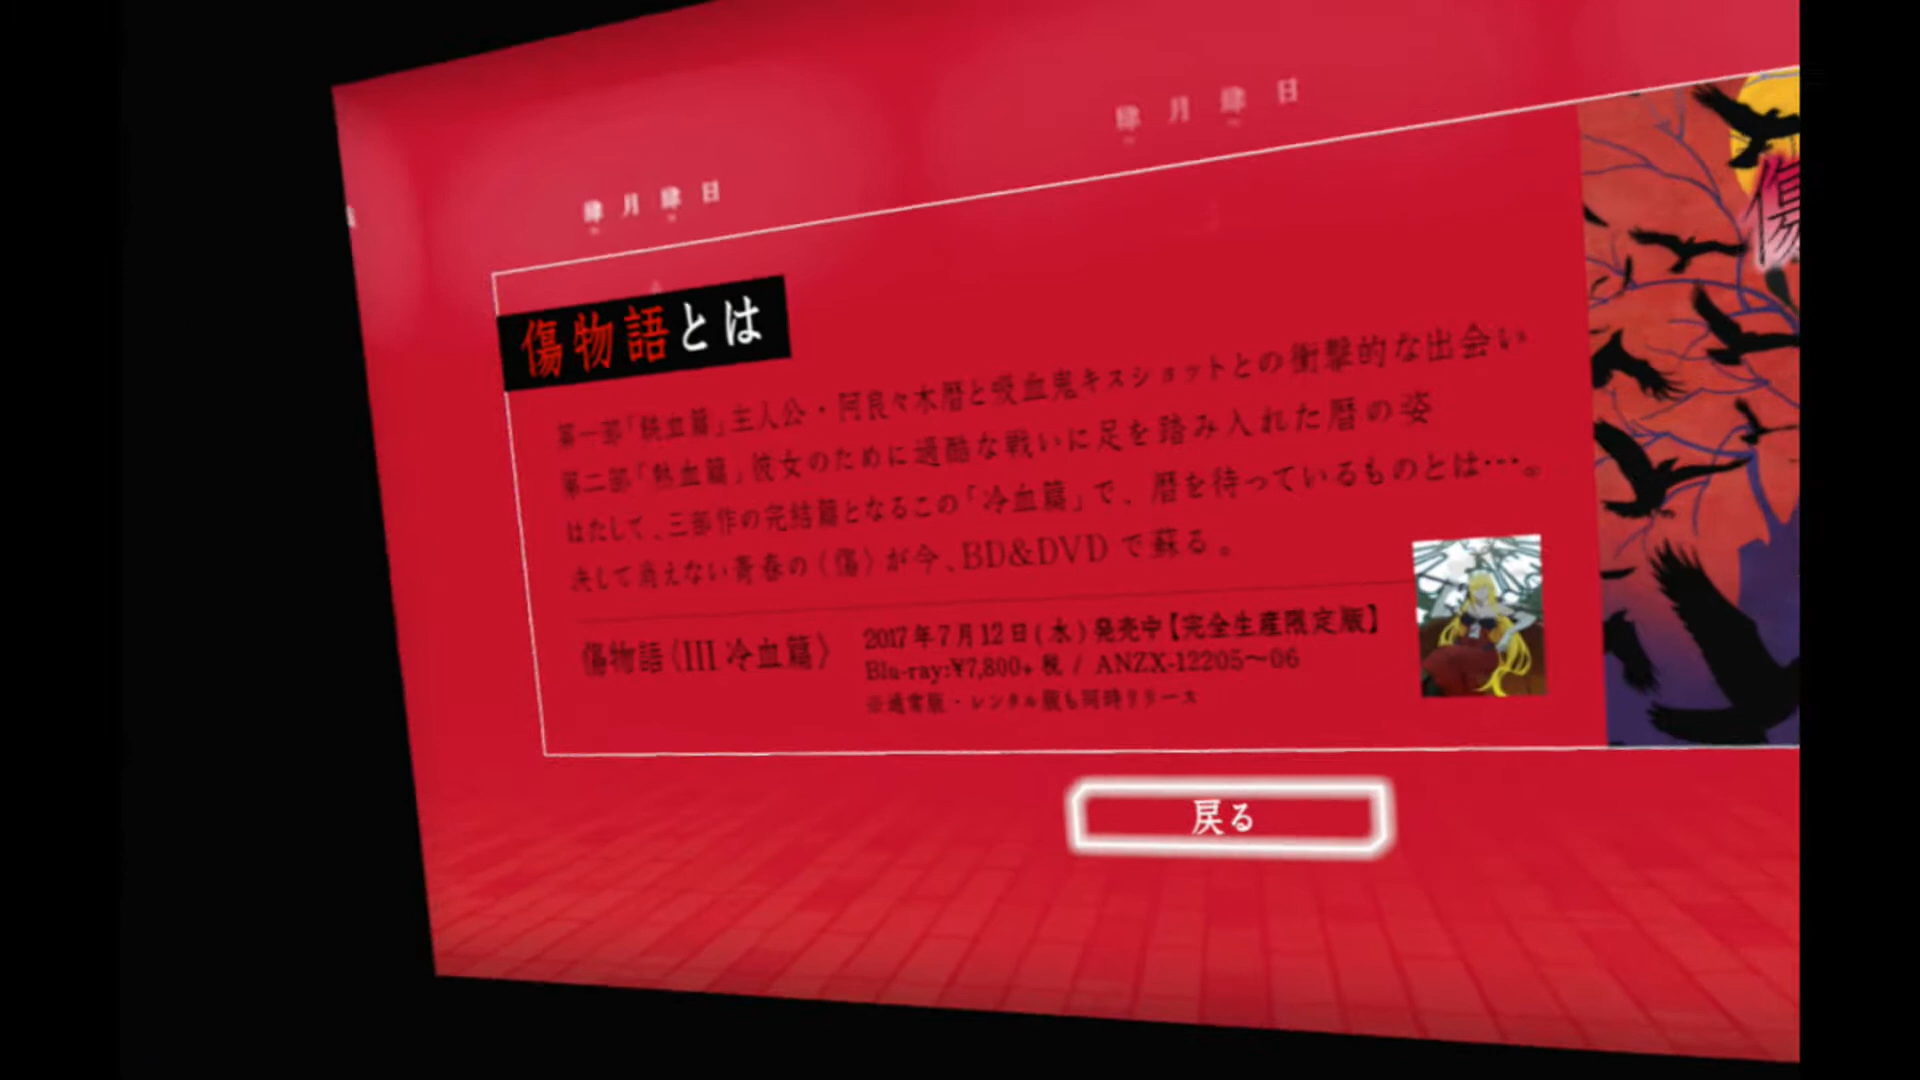 肆月肆日
肆月肆日
傷物語とは
第一部「鉄血篇」主人公・阿良々木暦と吸血鬼キスショットとの衝撃的な出会い
第二部「熱血篇」彼女のために過酷な戦いに足を踏み入れた暦の姿
はたして、三部作の完結篇となるこの「冷血篇」で、暦を待っているものとは…。
決して消えない青春の〈傷〉が今、BD&DVDで蘇る。
傷物語《III 冷血篇》
2017年7月12日(水)発売中【完全生産限定版】
Blu-ray:¥7,800+税 / ANZX-12205〜06
※通常版・レンタル版も同時リリース
傷
戻る